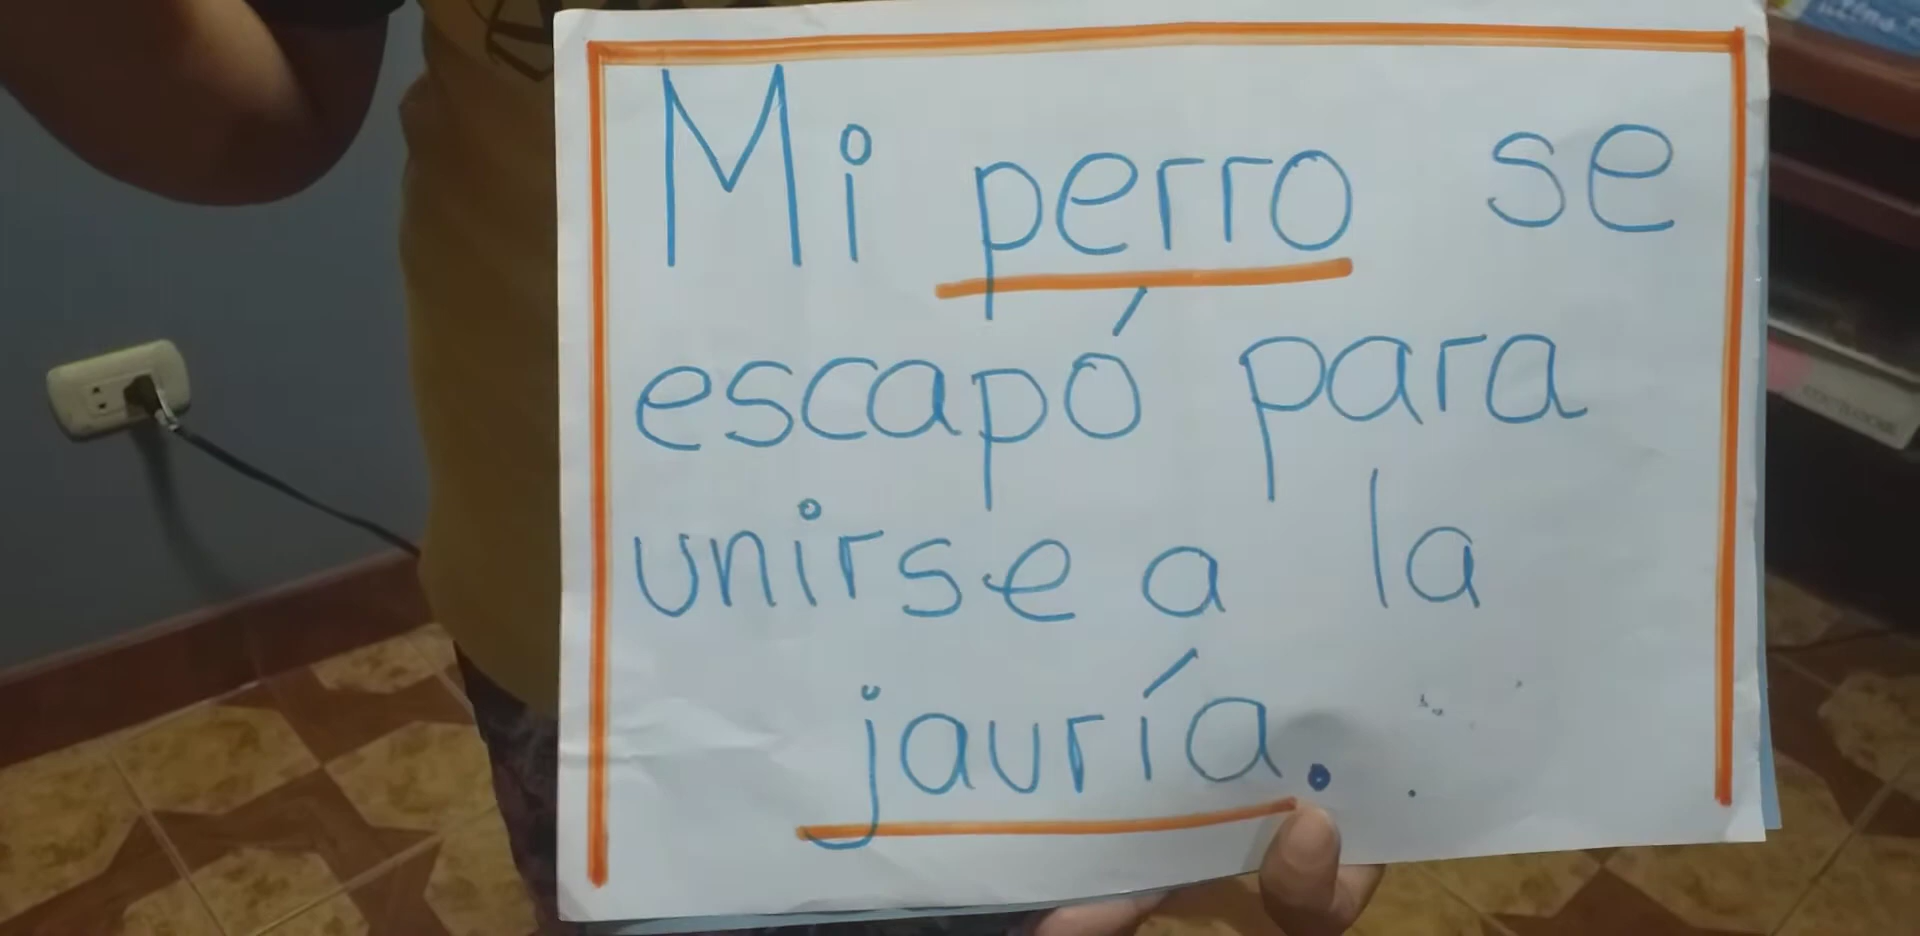 Mi perro se
escapó para
unirse a la
jauría.